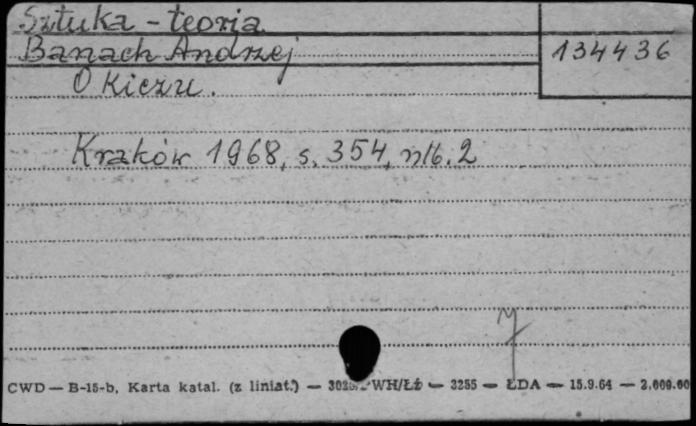 Sztuka - teoria
Banach Andrzej
134436
O kiczu.
Kraków 1968, s. 354, nlb. 2
CWD — B-15-b, Karta katal. (z liniat.) — WH/Łź — 3255 — ŁDA — 15.9.64 — 2.000.00